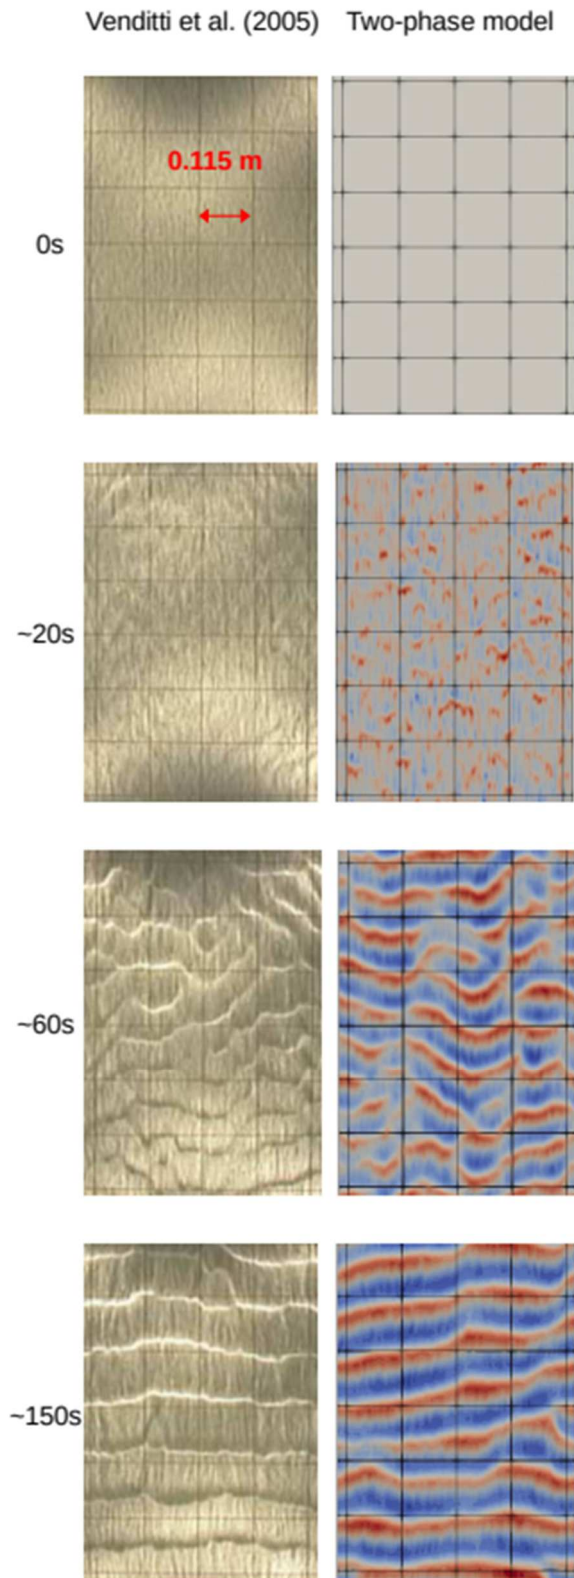 Venditti et al. (2005) Two-phase model
0.115 m
0s
~20s
~60s
~150s